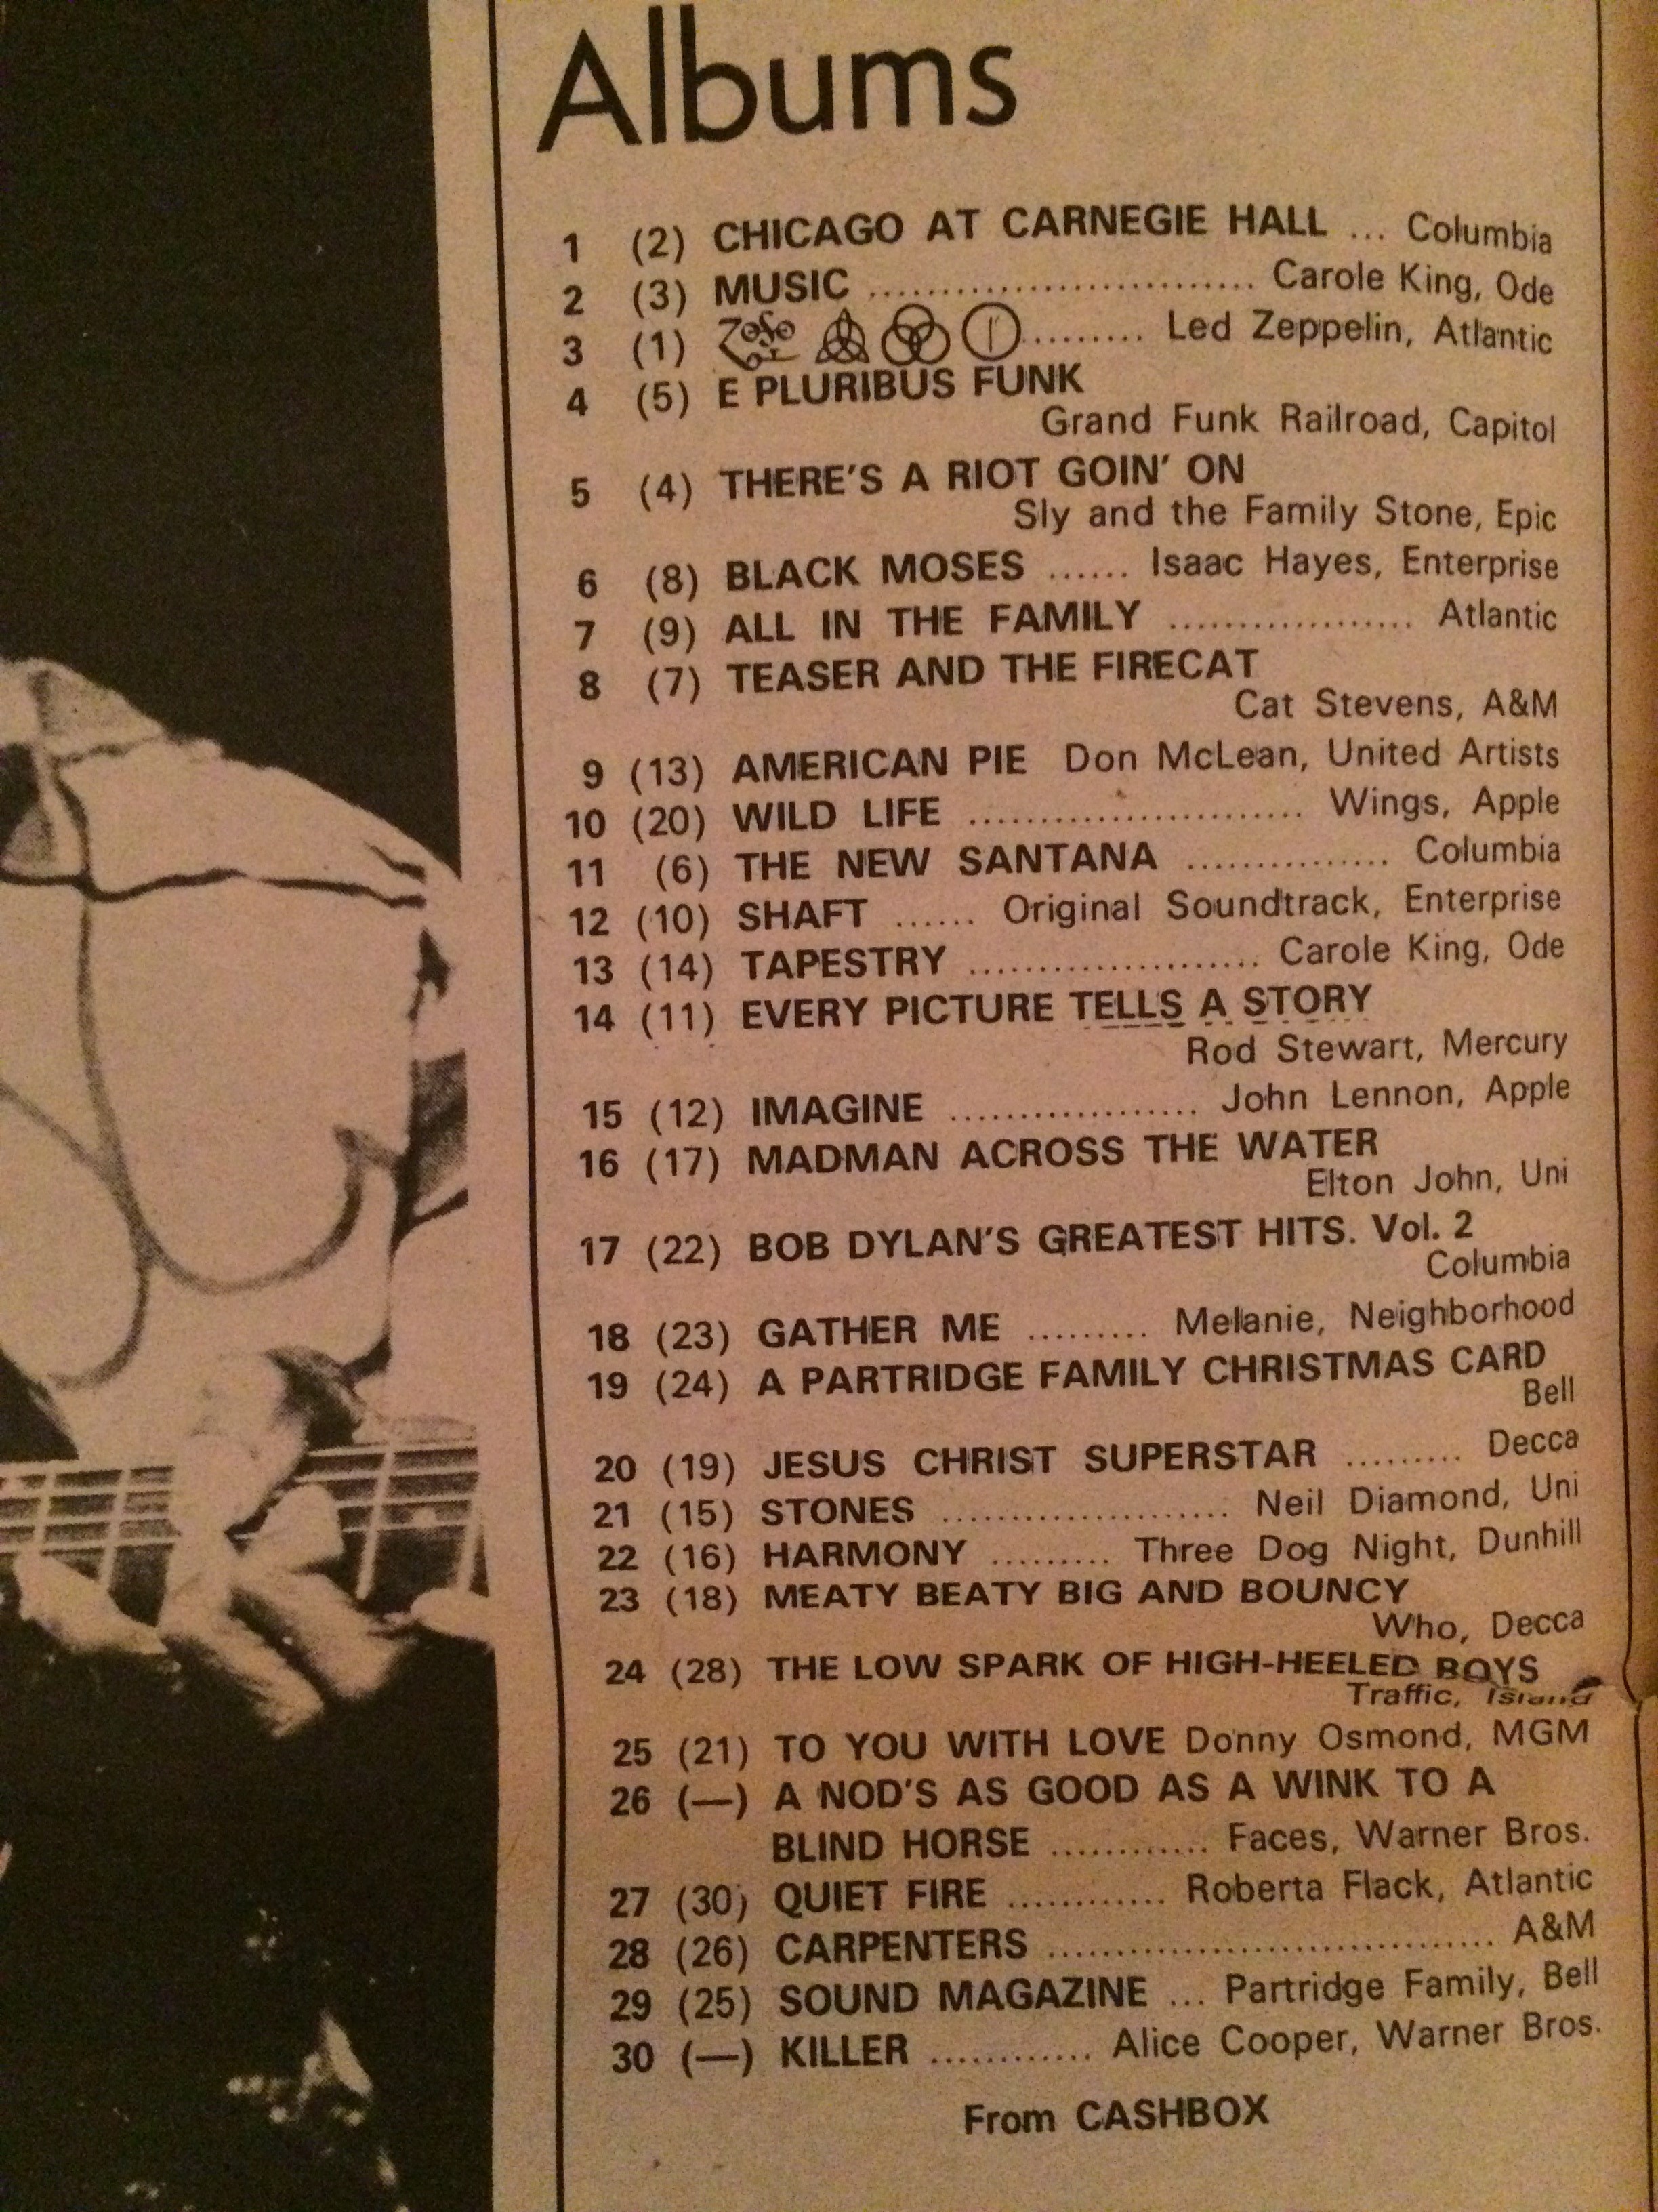 Albums
1 (2) CHICAGO AT CARNEGIE HALL ... Columbia
2 (3) MUSIC ............................ Carole King, Ode
3 (1) ......... Led Zeppelin, Atlantic
4 (5) E PLURIBUS FUNK
Grand Funk Railroad, Capitol
5 (4) THERE'S A RIOT GOIN' ON
Sly and the Family Stone, Epic
6 (8) BLACK MOSES ...... Isaac Hayes, Enterprise
7 (9) ALL IN THE FAMILY .................. Atlantic
8 (7) TEASER AND THE FIRECAT
Cat Stevens, A&M
9 (13) AMERICAN PIE Don McLean, United Artists
10 (20) WILD LIFE ........................ Wings, Apple
11 (6) THE NEW SANTANA ............... Columbia
12 (10) SHAFT ...... Original Soundtrack, Enterprise
13 (14) TAPESTRY ..................... Carole King, Ode
14 (11) EVERY PICTURE TELLS A STORY
Rod Stewart, Mercury
15 (12) IMAGINE .................. John Lennon, Apple
16 (17) MADMAN ACROSS THE WATER
Elton John, Uni
17 (22) BOB DYLAN'S GREATEST HITS. Vol. 2
Columbia
18 (23) GATHER ME ......... Melanie, Neighborhood
19 (24) A PARTRIDGE FAMILY CHRISTMAS CARD
Bell
20 (19) JESUS CHRIST SUPERSTAR ......... Decca
21 (15) STONES ..................... Neil Diamond, Uni
22 (16) HARMONY ......... Three Dog Night, Dunhill
23 (18) MEATY BEATY BIG AND BOUNCY
Who, Decca
24 (28) THE LOW SPARK OF HIGH-HEELED BOYS
Traffic, Island
25 (21) TO YOU WITH LOVE Donny Osmond, MGM
26 (—) A NOD'S AS GOOD AS A WINK TO A
BLIND HORSE ............ Faces, Warner Bros.
27 (30) QUIET FIRE ............ Roberta Flack, Atlantic
28 (26) CARPENTERS ................................. A&M
29 (25) SOUND MAGAZINE ... Partridge Family, Bell
30 (—) KILLER ............ Alice Cooper, Warner Bros.
From CASHBOX